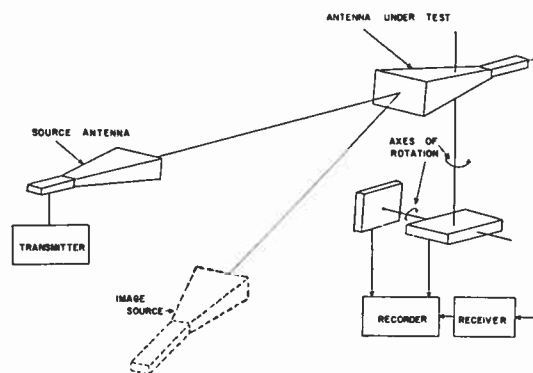 ANTENNA UNDER TEST
SOURCE ANTENNA
AXES OF
ROTATION
TRANSMITTER
IMAGE
SOURCE
RECORDER
RECEIVER